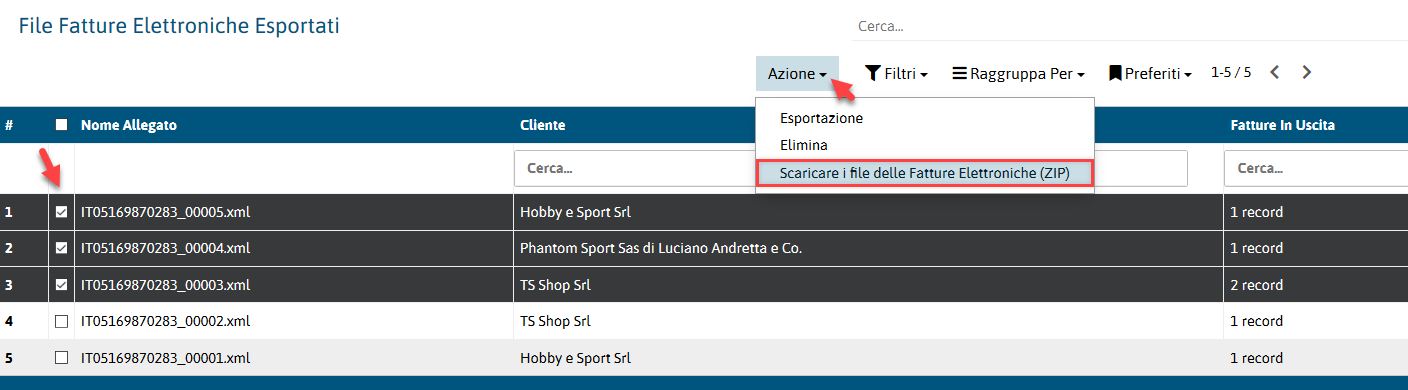 File Fatture Elettroniche Esportati
Cerca...
Azione
Filtri
Raggruppa Per
Preferiti
1-5 / 5
Esportazione
Elimina
Scaricare i file delle Fatture Elettroniche (ZIP)
# Nome Allegato Cliente Fatture In Uscita
Cerca... Cerca...
1 IT05169870283_00005.xml Hobby e Sport Srl 1 record
2 IT05169870283_00004.xml Phantom Sport Sas di Luciano Andretta e Co. 1 record
3 IT05169870283_00003.xml TS Shop Srl 2 record
4 IT05169870283_00002.xml TS Shop Srl 1 record
5 IT05169870283_00001.xml Hobby e Sport Srl 1 record